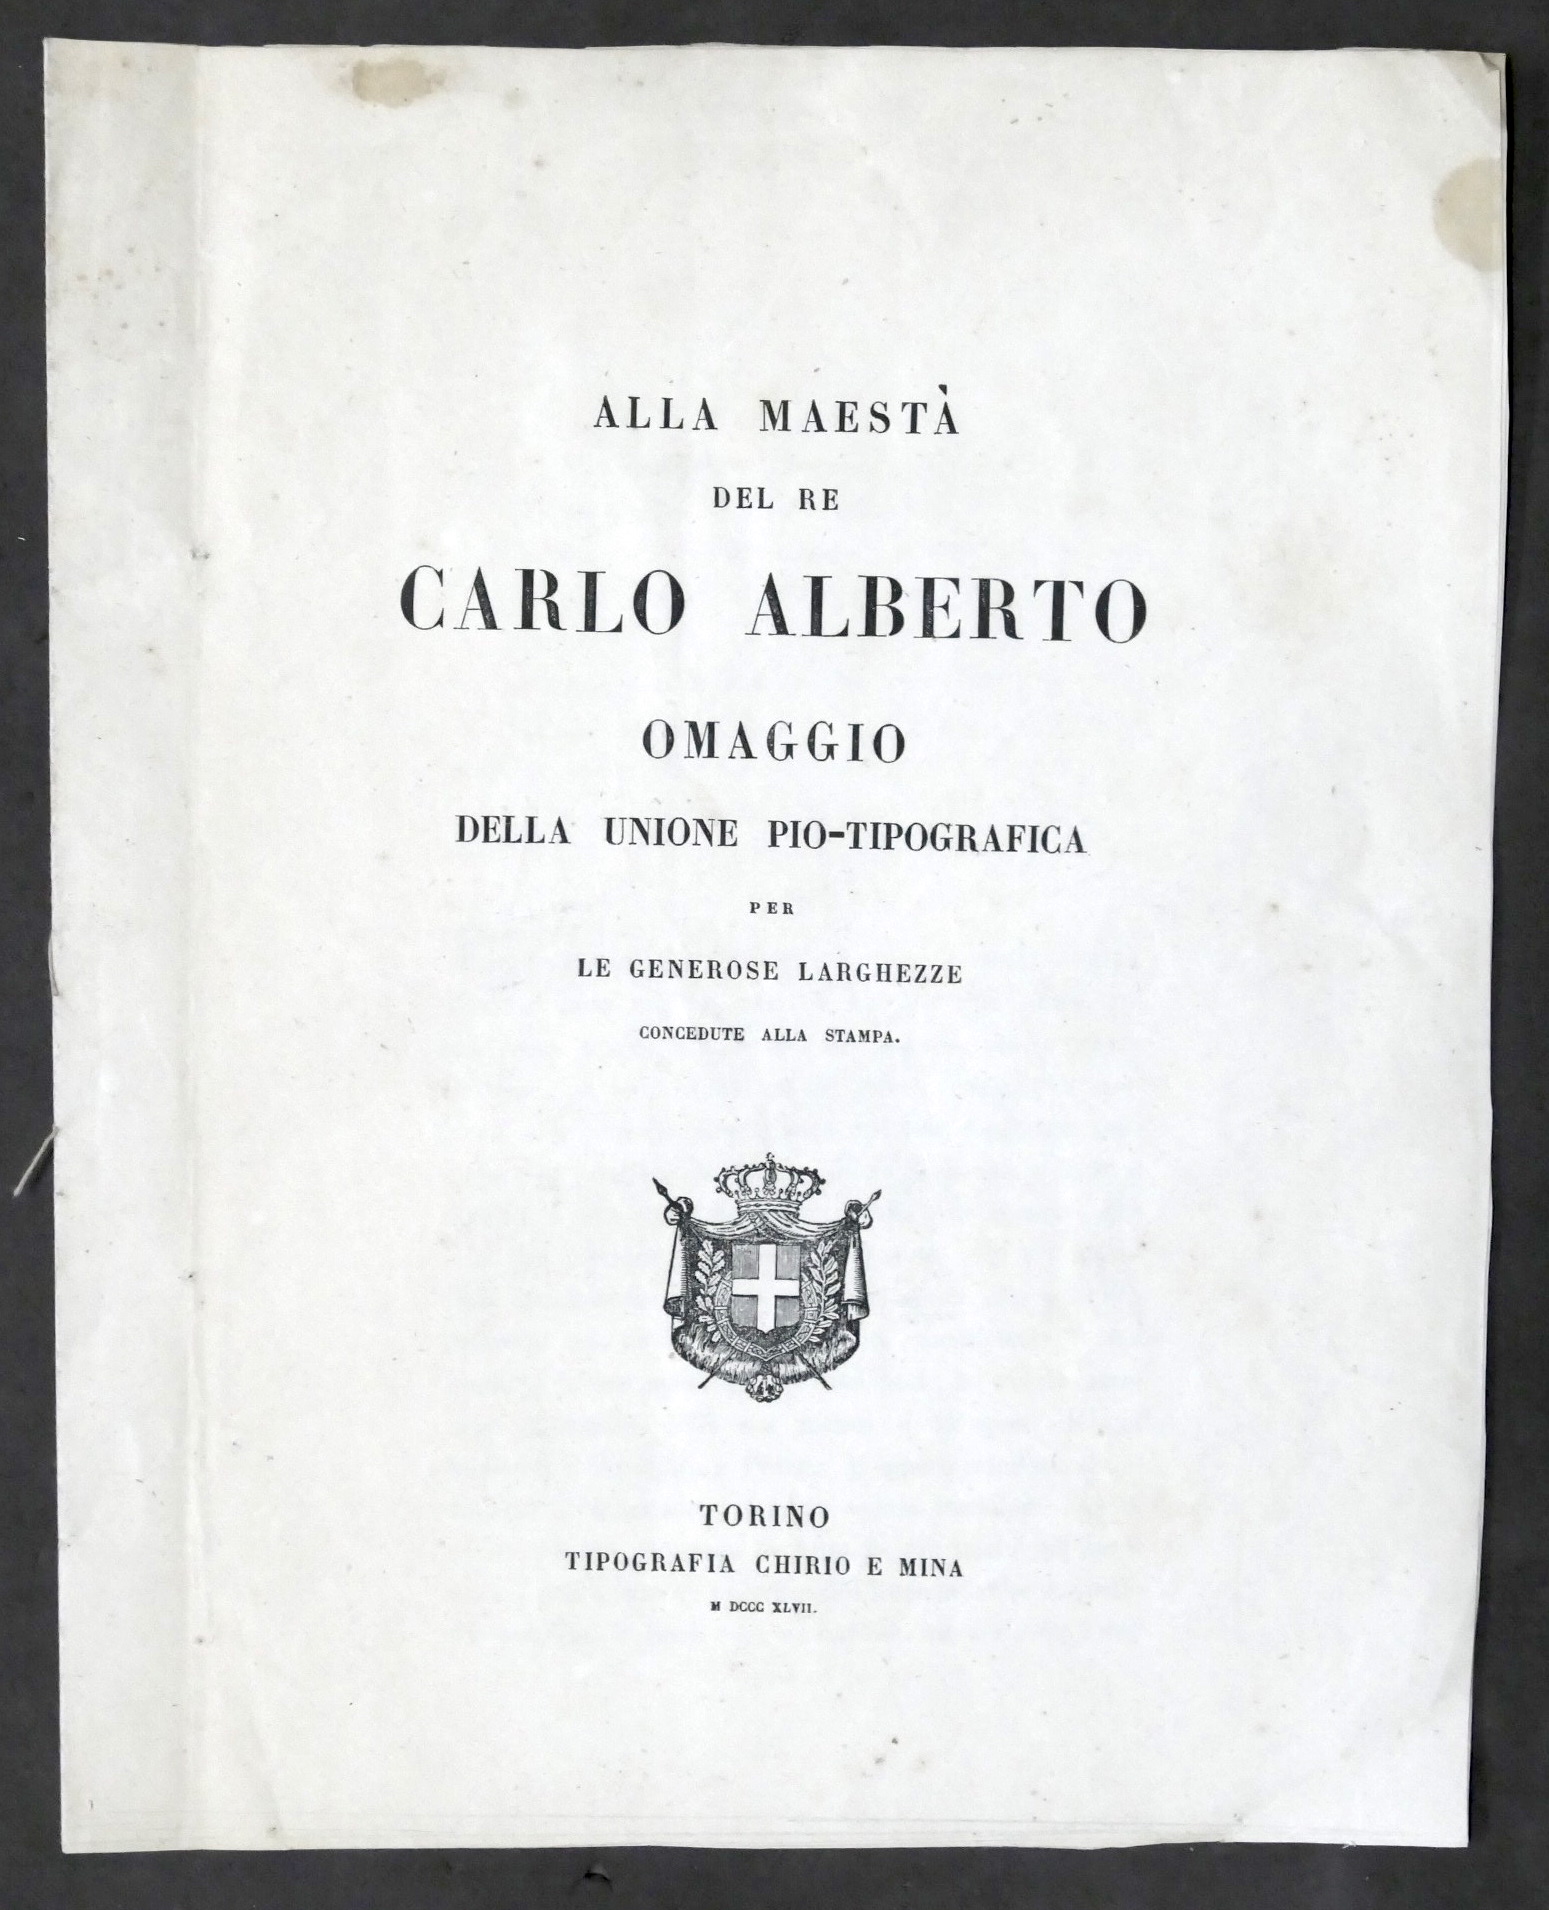 ALLA MAESTÀ
DEL RE
CARLO ALBERTO
OMAGGIO
DELLA UNIONE PIO-TIPOGRAFICA
PER
LE GENEROSE LARGHEZZE
CONCEDUTE ALLA STAMPA.
TORINO
TIPOGRAFIA CHIRIO E MINA
M DCCC XLVII.